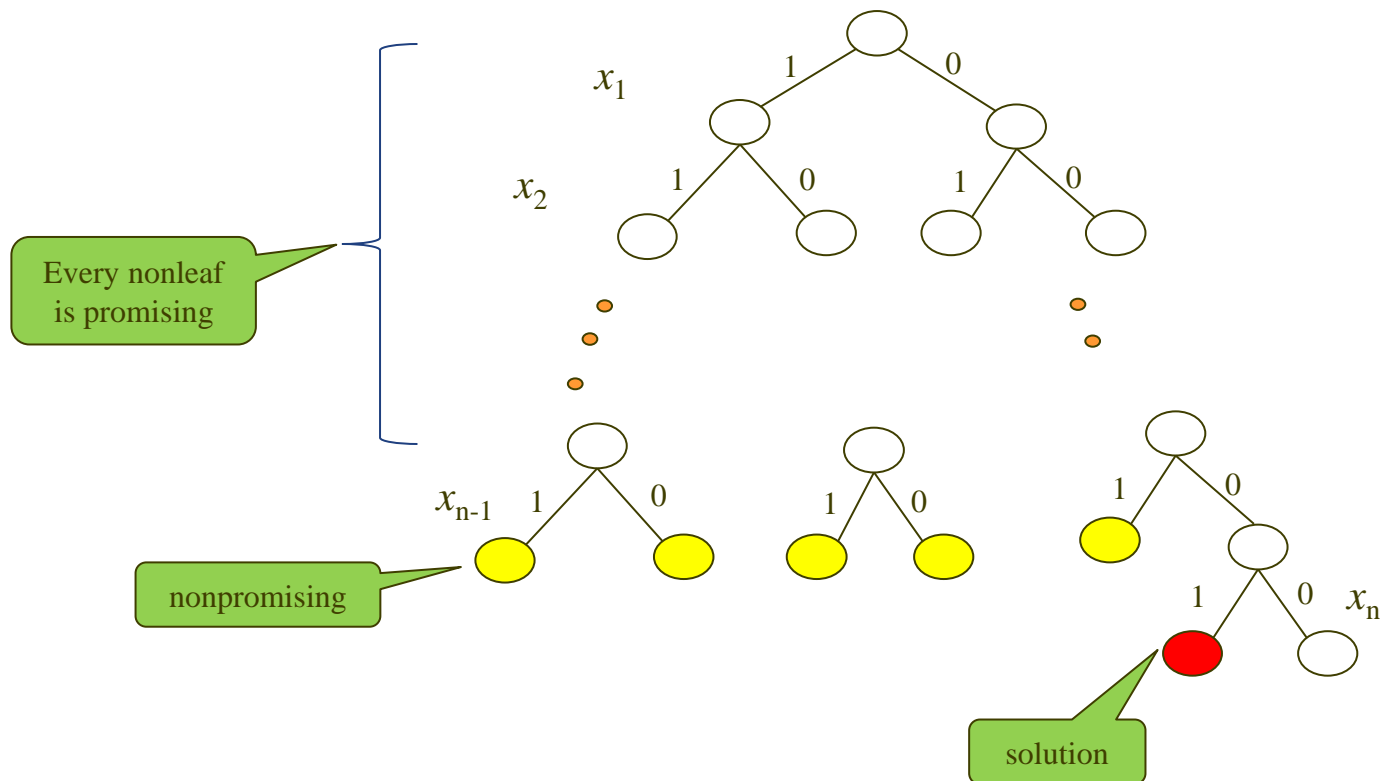 1
0
x₁
1
0
1
0
x₂
Every nonleaf
is promising
1
0
1
0
1
0
xₙ₋₁
nonpromising
1
0
xₙ
solution